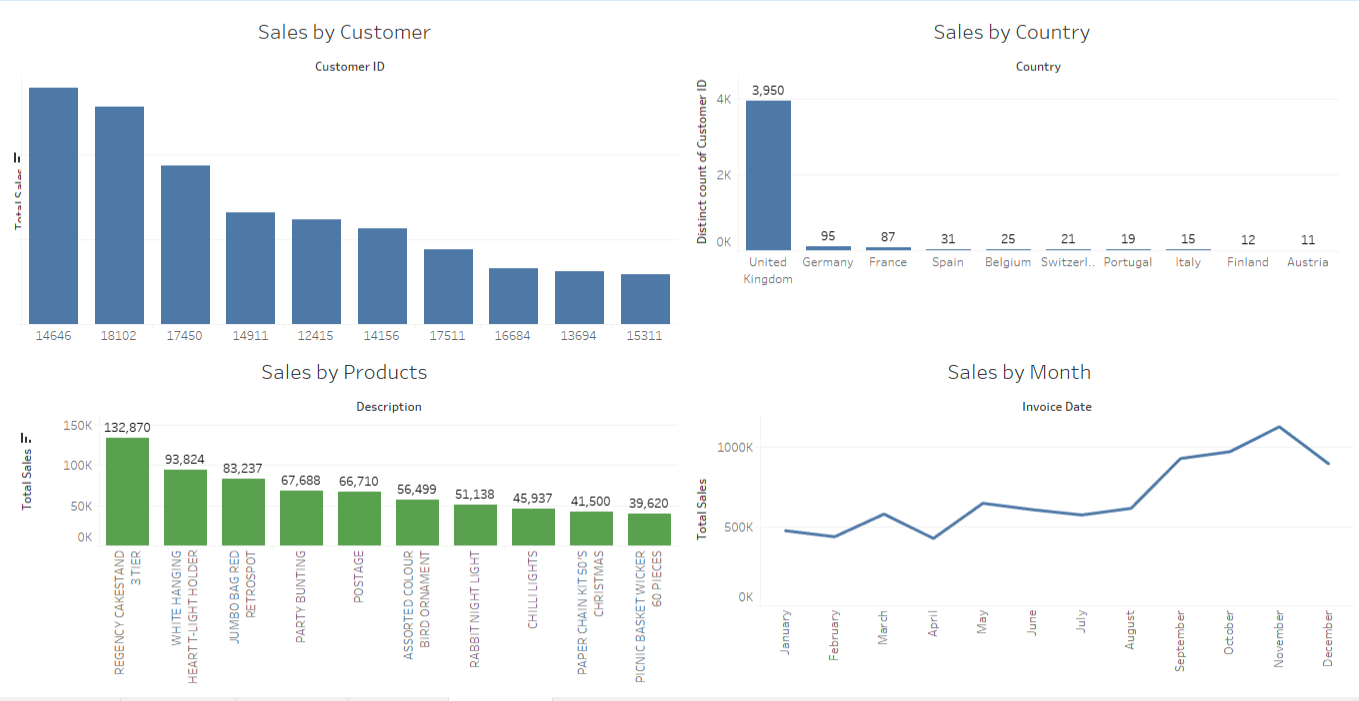 Sales by Customer
Customer ID
Total Sales
14646 18102 17450 14911 12415 14156 17511 16684 13694 15311
Sales by Country
Country
Distinct count of Customer ID
4K
2K
0K
3,950 95 87 31 25 21 19 15 12 11
United Germany France Spain Belgium Switzerl.. Portugal Italy Finland Austria
Kingdom
Sales by Products
Description
Total Sales
150K
100K
50K
0K
132,870 93,824 83,237 67,688 66,710 56,499 51,138 45,937 41,500 39,620
REGENCY CAKESTAND
3 TIER
WHITE HANGING
HEART T-LIGHT HOLDER
JUMBO BAG RED
RETROSPOT
PARTY BUNTING
POSTAGE
ASSORTED COLOUR
BIRD ORNAMENT
RABBIT NIGHT LIGHT
CHILLI LIGHTS
PAPER CHAIN KIT 50'S
CHRISTMAS
PICNIC BASKET WICKER
60 PIECES
Sales by Month
Invoice Date
Total Sales
1000K
500K
0K
January
February
March
April
May
June
July
August
September
October
November
December